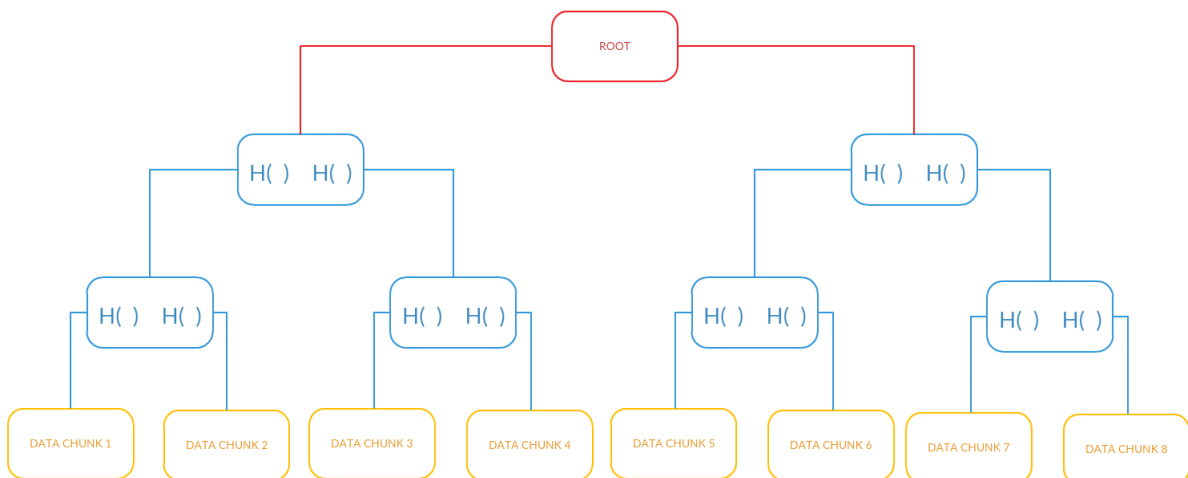 ROOT
H( ) H( )
H( ) H( )
H( ) H( )
H( ) H( )
H( ) H( )
H( ) H( )
DATA CHUNK 1
DATA CHUNK 2
DATA CHUNK 3
DATA CHUNK 4
DATA CHUNK 5
DATA CHUNK 6
DATA CHUNK 7
DATA CHUNK 8